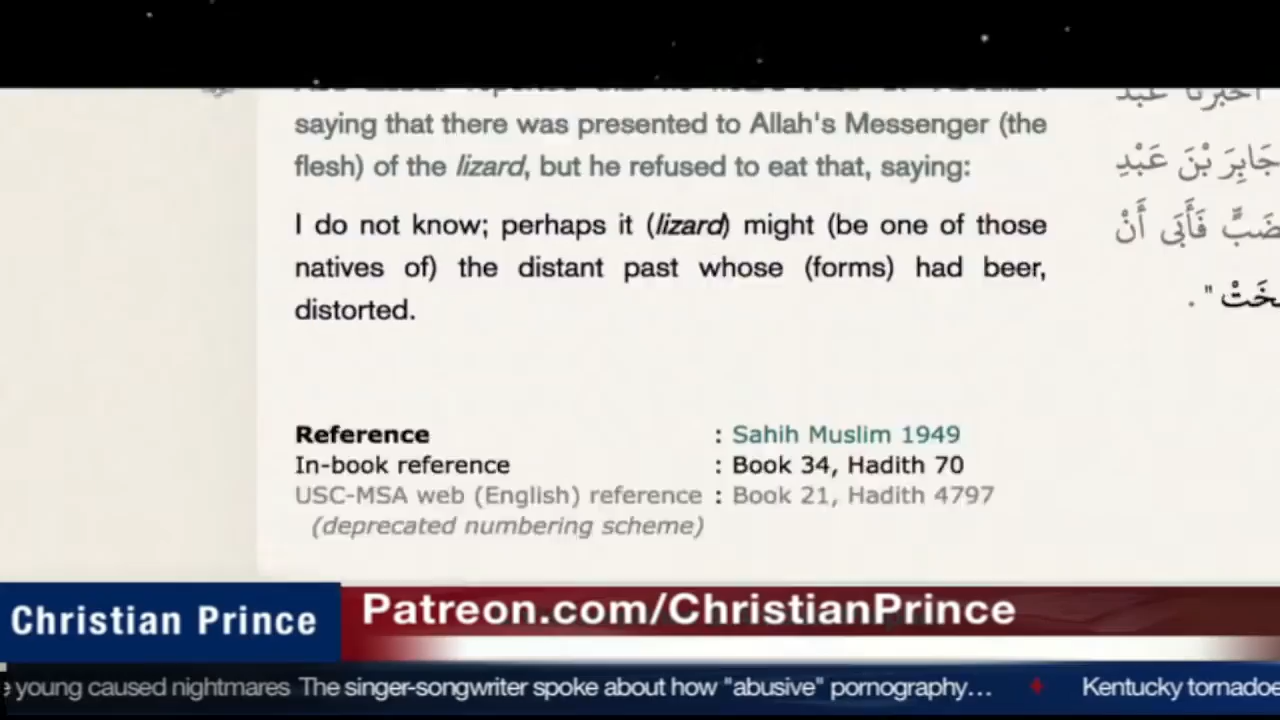 saying that there was presented to Allah's Messenger (the
flesh) of the lizard, but he refused to eat that, saying:
I do not know; perhaps it (lizard) might (be one of those
natives of) the distant past whose (forms) had beer,
distorted.
عَبْدَ
جَابِرَ بْنَ عَبْدِ
فَأَبَى أَنْ
Reference : Sahih Muslim 1949
In-book reference : Book 34, Hadith 70
USC-MSA web (English) reference : Book 21, Hadith 4797
(deprecated numbering scheme)
Christian Prince
Patreon.com/ChristianPrince
young caused nightmares The singer-songwriter spoke about how "abusive" pornography… Kentucky